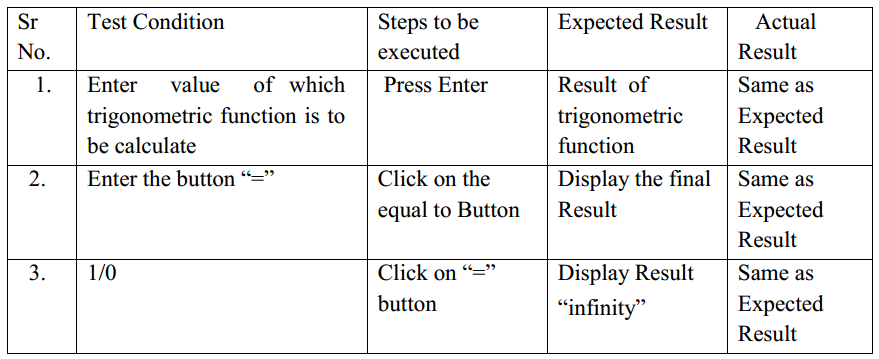 Sr No.
Test Condition
Steps to be executed
Expected Result
Actual Result
1.
Enter value of which
trigonometric function is to
be calculate
Press Enter
Result of
trigonometric
function
Same as
Expected
Result
2.
Enter the button “=”
Click on the
equal to Button
Display the final
Result
Same as
Expected
Result
3.
1/0
Click on “=”
button
Display Result
“infinity”
Same as
Expected
Result